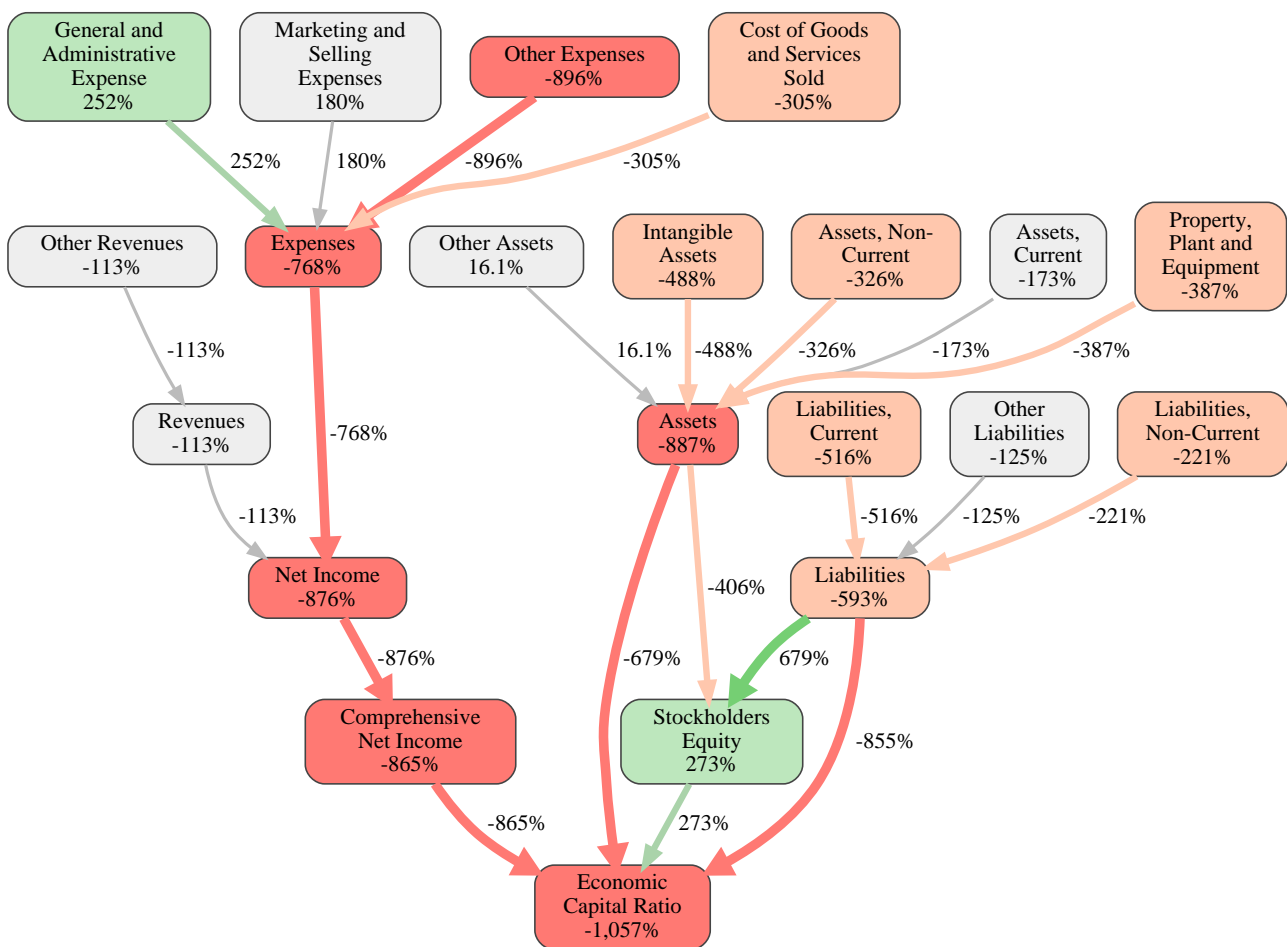 General and
Administrative
Expense
252%
Marketing and
Selling
Expenses
180%
Other Expenses
-896%
Cost of Goods
and Services
Sold
-305%
252%
180%
-896%
-305%
Other Revenues
-113%
Expenses
-768%
Other Assets
16.1%
Intangible
Assets
-488%
Assets, Non-
Current
-326%
Assets,
Current
-173%
Property,
Plant and
Equipment
-387%
-113%
16.1%
-488%
-326%
-173%
-387%
Revenues
-113%
-768%
Assets
-887%
Liabilities,
Current
-516%
Other
Liabilities
-125%
Liabilities,
Non-Current
-221%
-113%
-516%
-125%
-221%
Net Income
-876%
-406%
Liabilities
-593%
-876%
-679%
679%
Comprehensive
Net Income
-865%
Stockholders
Equity
273%
-855%
-865%
273%
Economic
Capital Ratio
-1,057%